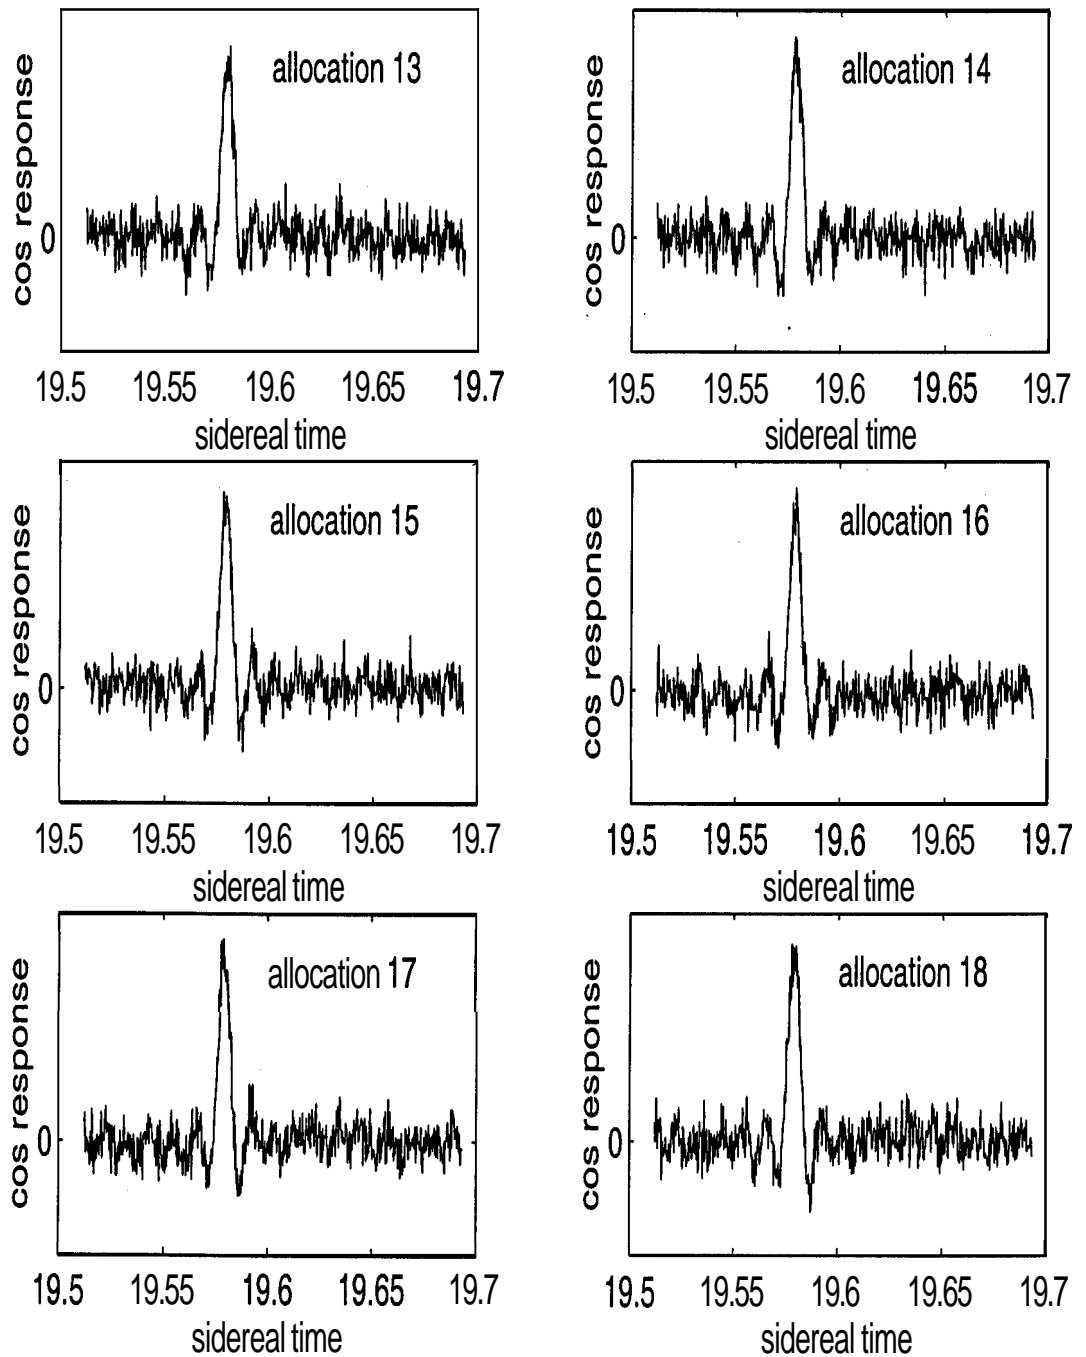 cos response
allocation 13
0
19.5 19.55 19.6 19.65 19.7
sidereal time
cos response
allocation 14
0
19.5 19.55 19.6 19.65 19.7
sidereal time
cos response
allocation 15
0
19.5 19.55 19.6 19.65 19.7
sidereal time
cos response
allocation 16
0
19.5 19.55 19.6 19.65 19.7
sidereal time
cos response
allocation 17
0
19.5 19.55 19.6 19.65 19.7
sidereal time
cos response
allocation 18
0
19.5 19.55 19.6 19.65 19.7
sidereal time